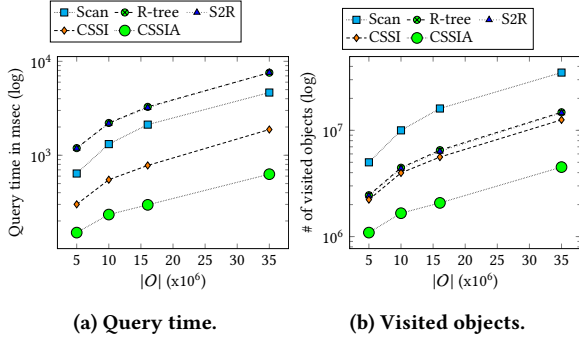 Scan R-tree S2R
CSSI CSSIA
Query time in msec (log)
10^4
10^3
5 10 15 20 25 30 35
|O| (x10^6)
(a) Query time.
Scan R-tree S2R
CSSI CSSIA
# of visited objects (log)
10^7
10^6
5 10 15 20 25 30 35
|O| (x10^6)
(b) Visited objects.